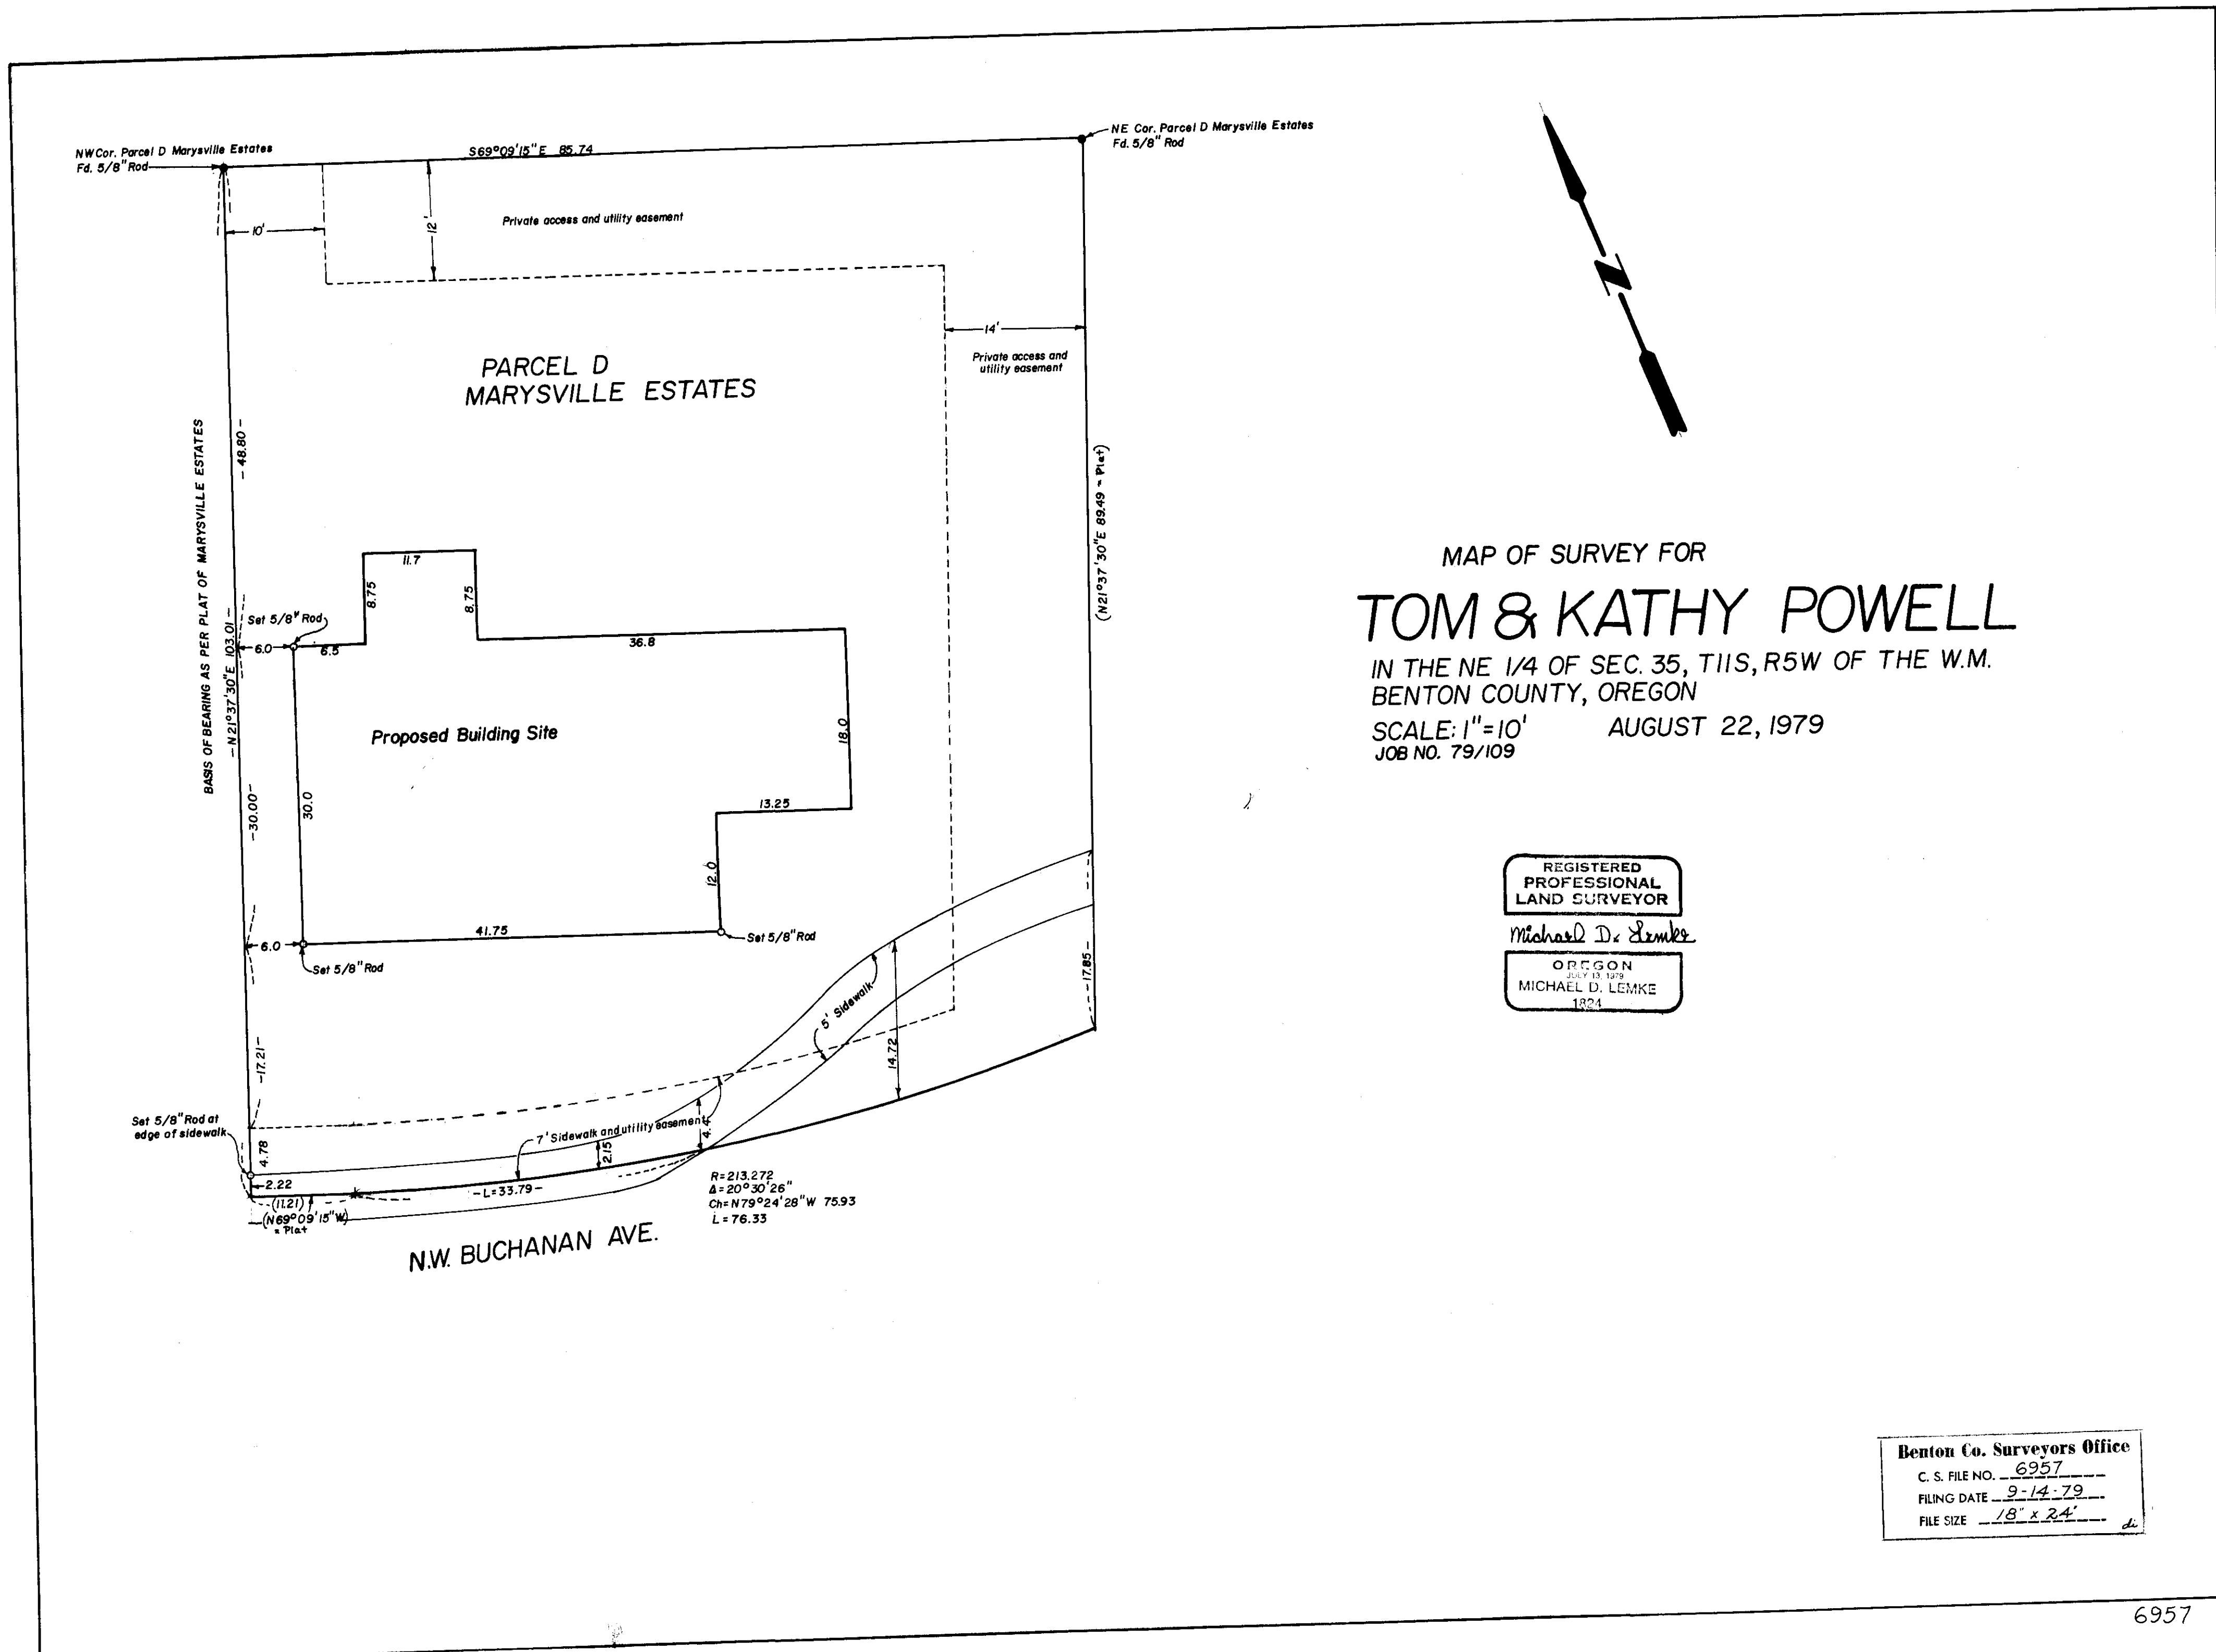 NW Cor. Parcel D Marysville Estates
Fd. 5/8" Rod
S69°09'15"E 85.74
NE Cor. Parcel D Marysville Estates
Fd. 5/8" Rod
10'
12'
Private access and utility easement
14'
Private access and
utility easement
PARCEL D
MARYSVILLE ESTATES
BASIS OF BEARING AS PER PLAT OF MARYSVILLE ESTATES
-N21°37'30"E 103.01-
-48.80-
(N21°37'30"E 89.49 = Plat)
11.7
8.75
8.75
Set 5/8" Rod
6.0
6.5
36.8
Proposed Building Site
18.0
30.0
-30.00-
13.25
12.0
41.75
6.0
Set 5/8" Rod
Set 5/8" Rod
5' Sidewalk
-17.85-
14.72
-17.21-
Set 5/8" Rod at
edge of sidewalk
4.78
7' Sidewalk and utility easement
4.4
2.15
2.22
-L=33.79-
(11.21)
(N69°09'15"W)
= Plat
R=213.272
Δ=20°30'26"
Ch=N79°24'28"W 75.93
L=76.33
N.W. BUCHANAN AVE.
N
MAP OF SURVEY FOR
TOM & KATHY POWELL
IN THE NE 1/4 OF SEC. 35, T11S, R5W OF THE W.M.
BENTON COUNTY, OREGON
SCALE: 1"=10' AUGUST 22, 1979
JOB NO. 79/109
REGISTERED
PROFESSIONAL
LAND SURVEYOR
Michael D. Lemke
OREGON
JULY 13, 1979
MICHAEL D. LEMKE
1824
Benton Co. Surveyors Office
C. S. FILE NO. 6957
FILING DATE 9-14-79
FILE SIZE 18" x 24"
di
6957